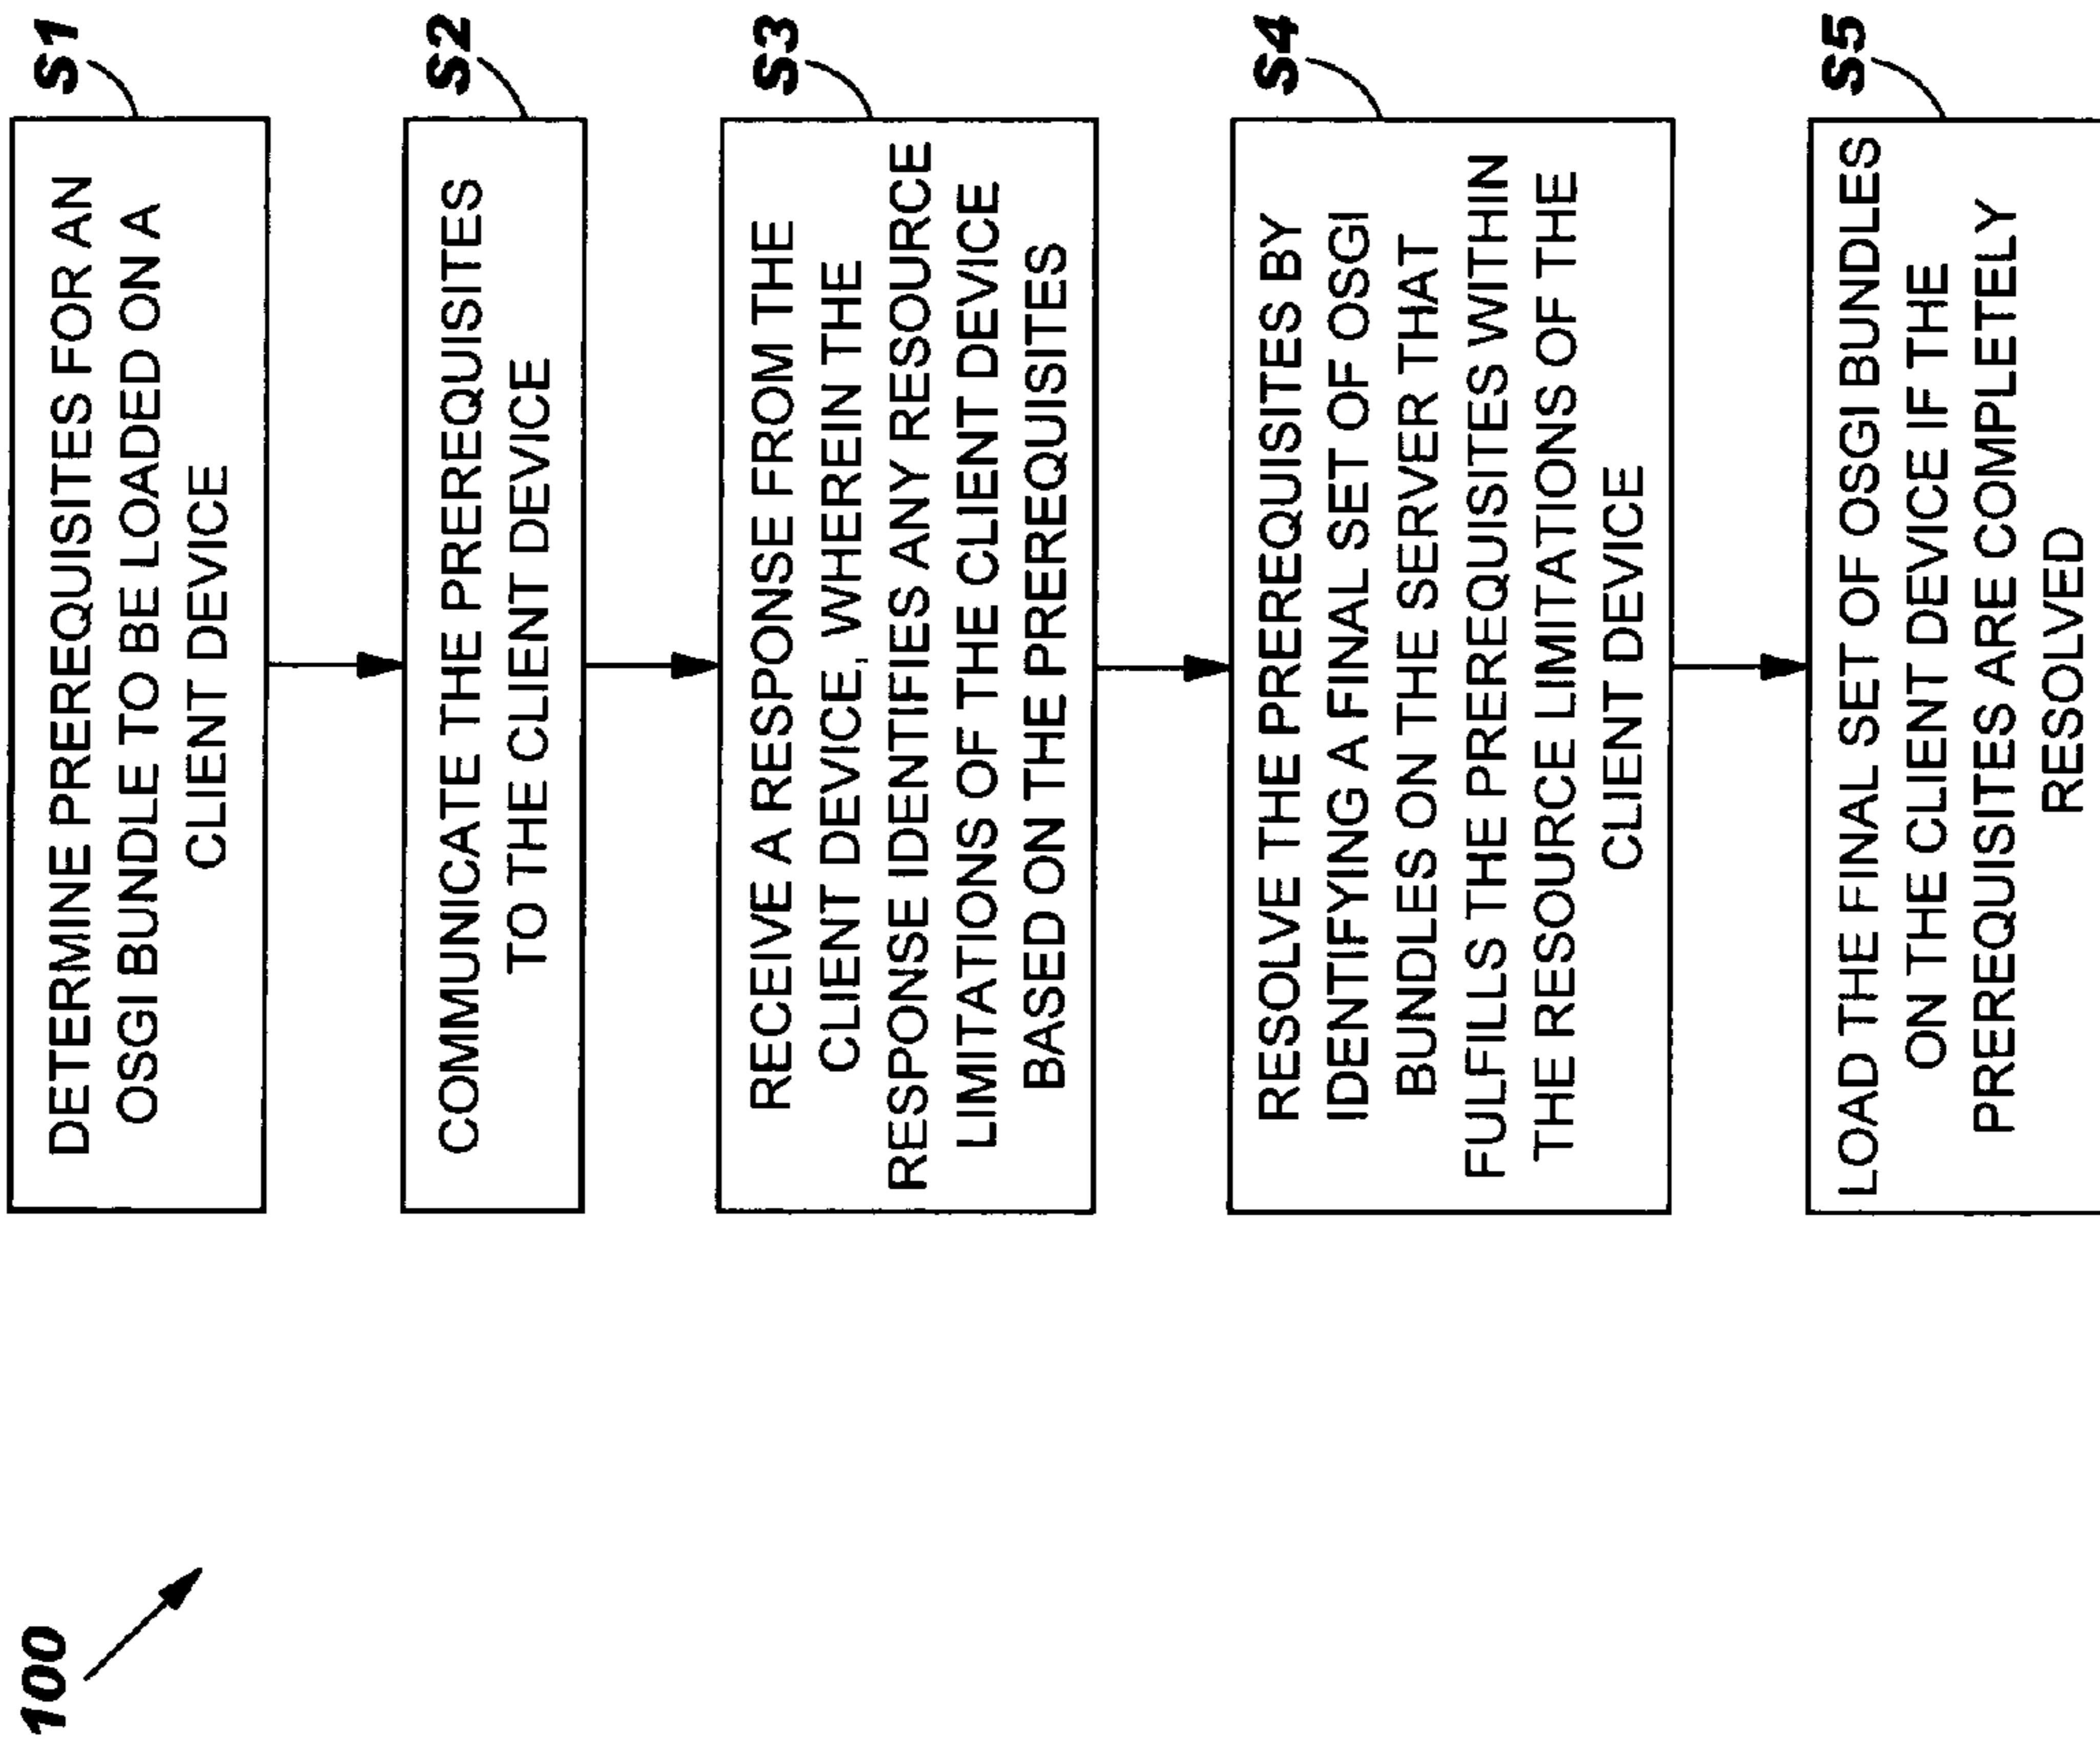 100
S1
DETERMINE PREREQUISITES FOR AN
OSGI BUNDLE TO BE LOADED ON A
CLIENT DEVICE
S2
COMMUNICATE THE PREREQUISITES
TO THE CLIENT DEVICE
S3
RECEIVE A RESPONSE FROM THE
CLIENT DEVICE, WHEREIN THE
RESPONSE IDENTIFIES ANY RESOURCE
LIMITATIONS OF THE CLIENT DEVICE
BASED ON THE PREREQUISITES
S4
RESOLVE THE PREREQUISITES BY
IDENTIFYING A FINAL SET OF OSGI
BUNDLES ON THE SERVER THAT
FULFILLS THE PREREQUISITES WITHIN
THE RESOURCE LIMITATIONS OF THE
CLIENT DEVICE
S5
LOAD THE FINAL SET OF OSGI BUNDLES
ON THE CLIENT DEVICE IF THE
PREREQUISITES ARE COMPLETELY
RESOLVED